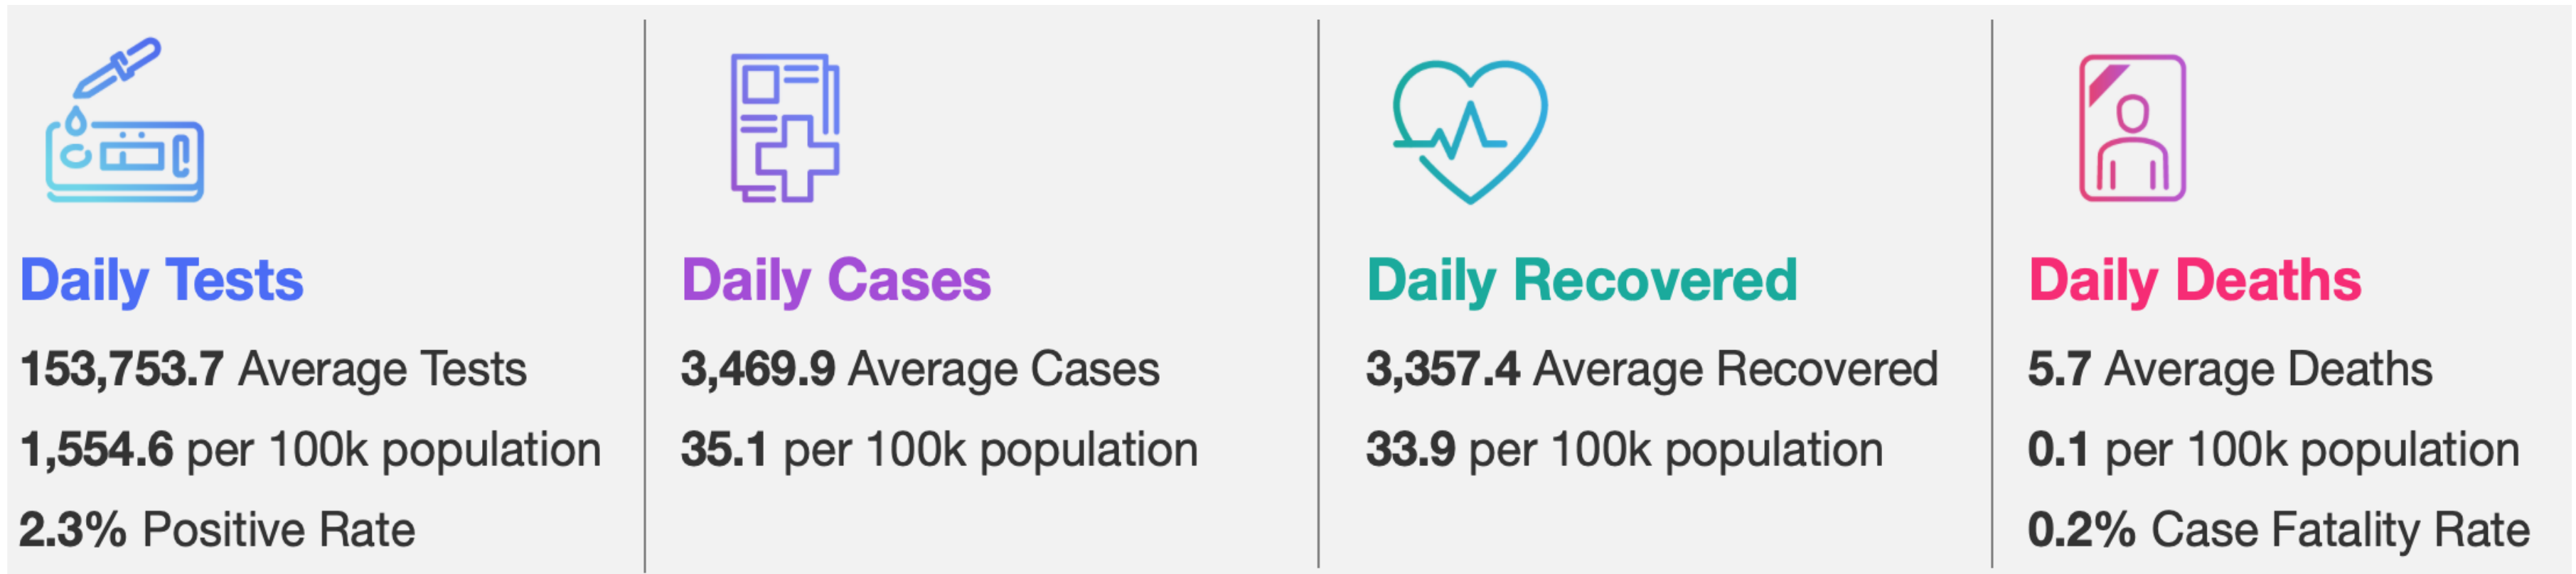 Daily Tests
153,753.7 Average Tests
1,554.6 per 100k population
2.3% Positive Rate
Daily Cases
3,469.9 Average Cases
35.1 per 100k population
Daily Recovered
3,357.4 Average Recovered
33.9 per 100k population
Daily Deaths
5.7 Average Deaths
0.1 per 100k population
0.2% Case Fatality Rate